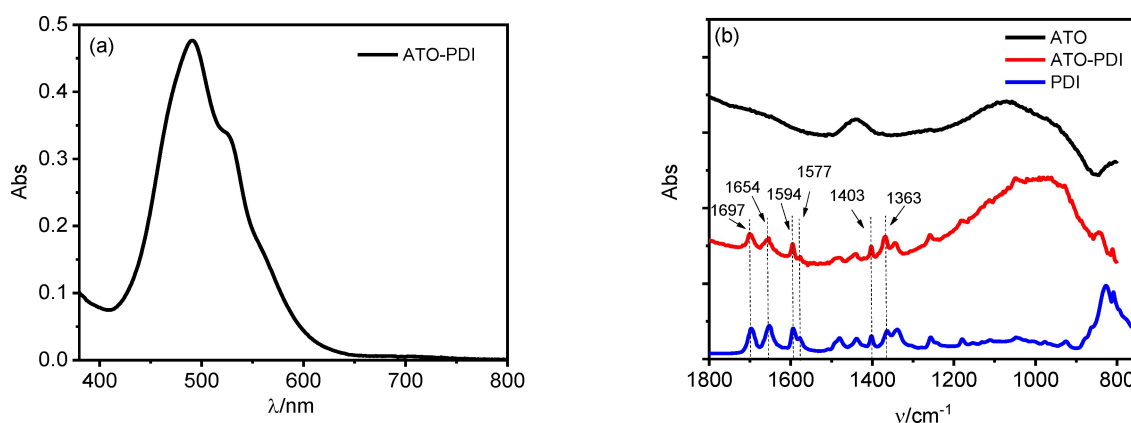 (a)
ATO-PDI
Abs
0.5
0.4
0.3
0.2
0.1
0.0
400 500 600 700 800
λ/nm
(b)
ATO
ATO-PDI
PDI
Abs
1697
1654
1594
1577
1403
1363
1800 1600 1400 1200 1000 800
ν/cm⁻¹